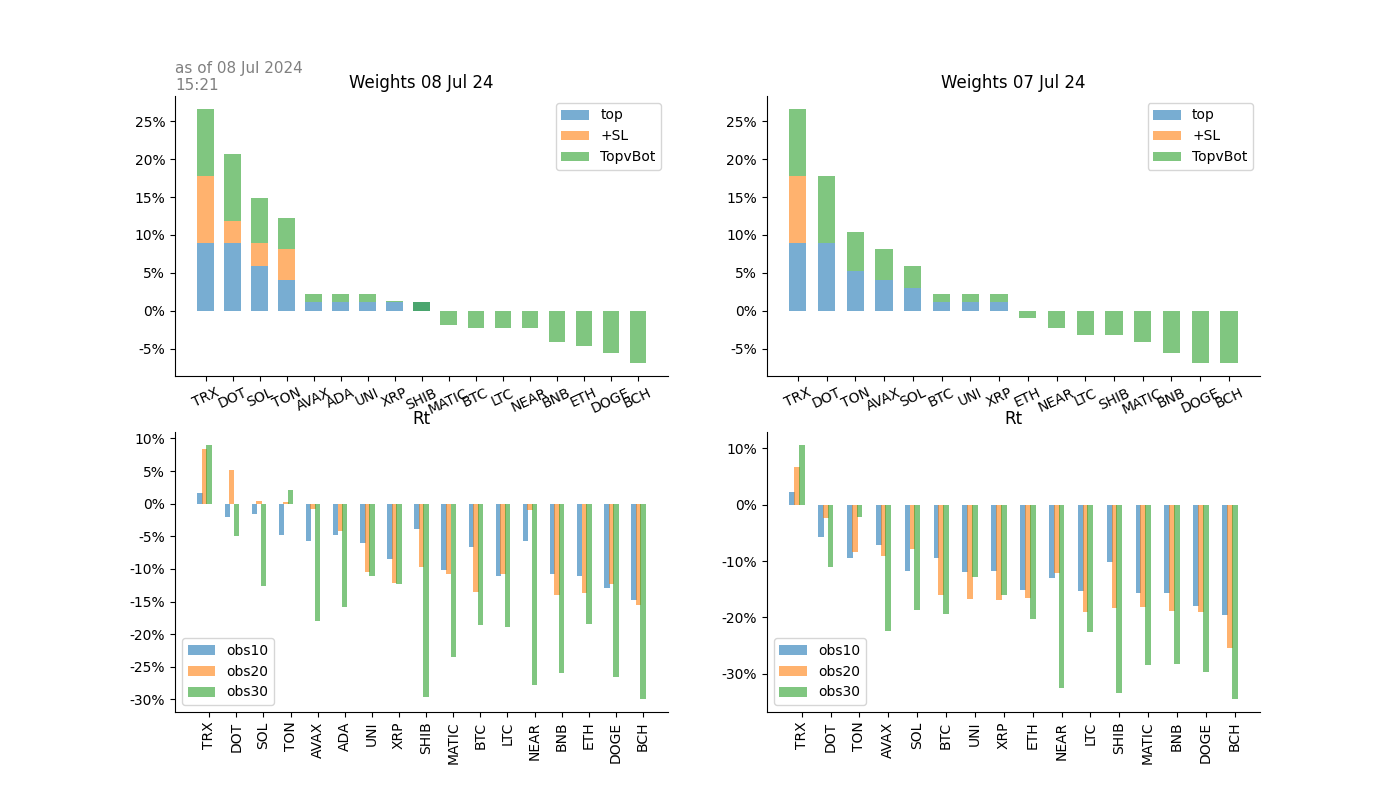 as of 08 Jul 2024
15:21
Weights 08 Jul 24
25%
20%
15%
10%
5%
0%
-5%
top
+SL
TopvBot
TRX DOT SOL TON AVAX ADA UNI XRP SHIB MATIC BTC LTC NEAR BNB ETH DOGE BCH
Weights 07 Jul 24
25%
20%
15%
10%
5%
0%
-5%
top
+SL
TopvBot
TRX DOT TON AVAX SOL BTC UNI XRP ETH NEAR LTC SHIB MATIC BNB DOGE BCH
Rt
10%
5%
0%
-5%
-10%
-15%
-20%
-25%
-30%
obs10
obs20
obs30
TRX DOT SOL TON AVAX ADA UNI XRP SHIB MATIC BTC LTC NEAR BNB ETH DOGE BCH
Rt
10%
0%
-10%
-20%
-30%
obs10
obs20
obs30
TRX DOT TON AVAX SOL BTC UNI XRP ETH NEAR LTC SHIB MATIC BNB DOGE BCH